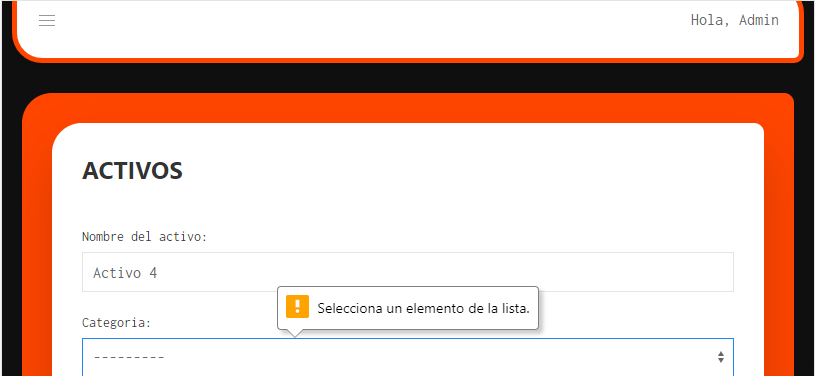 Hola, Admin
ACTIVOS
Nombre del activo:
Activo 4
Selecciona un elemento de la lista.
Categoria:
---------